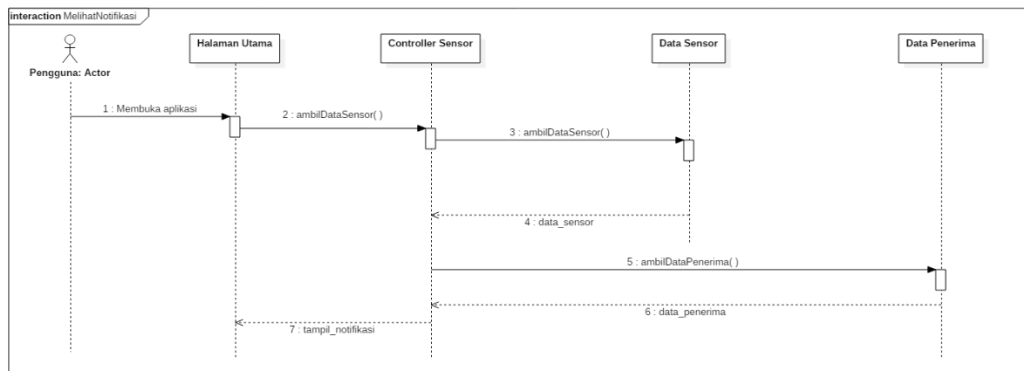 interaction MelihatNotifikasi
Pengguna: Actor
Halaman Utama
Controller Sensor
Data Sensor
Data Penerima
1 : Membuka aplikasi
2 : ambilDataSensor( )
3 : ambilDataSensor( )
4 : data_sensor
5 : ambilDataPenerima( )
6 : data_penerima
7 : tampil_notifikasi